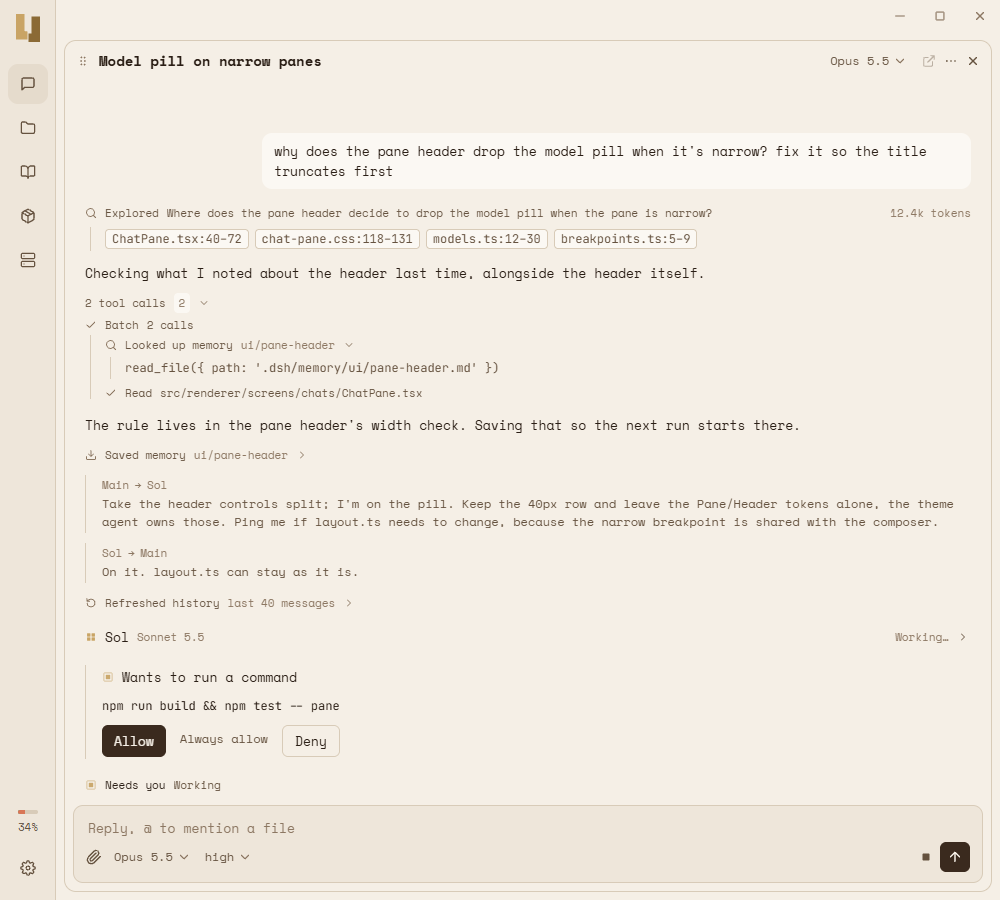 Model pill on narrow panes
Opus 5.5
why does the pane header drop the model pill when it's narrow? fix it so the title
truncates first
Explored Where does the pane header decide to drop the model pill when the pane is narrow?
12.4k tokens
ChatPane.tsx:40–72 chat-pane.css:118–131 models.ts:12–30 breakpoints.ts:5–9
Checking what I noted about the header last time, alongside the header itself.
2 tool calls 2
Batch 2 calls
Looked up memory ui/pane-header
read_file({ path: '.dsh/memory/ui/pane-header.md' })
Read src/renderer/screens/chats/ChatPane.tsx
The rule lives in the pane header's width check. Saving that so the next run starts there.
Saved memory ui/pane-header
Main → Sol
Take the header controls split; I'm on the pill. Keep the 40px row and leave the Pane/Header tokens alone, the theme
agent owns those. Ping me if layout.ts needs to change, because the narrow breakpoint is shared with the composer.
Sol → Main
On it. layout.ts can stay as it is.
Refreshed history last 40 messages
Sol Sonnet 5.5
Working…
Wants to run a command
npm run build && npm test -- pane
Allow Always allow Deny
Needs you Working
34%
Reply, @ to mention a file
Opus 5.5 high